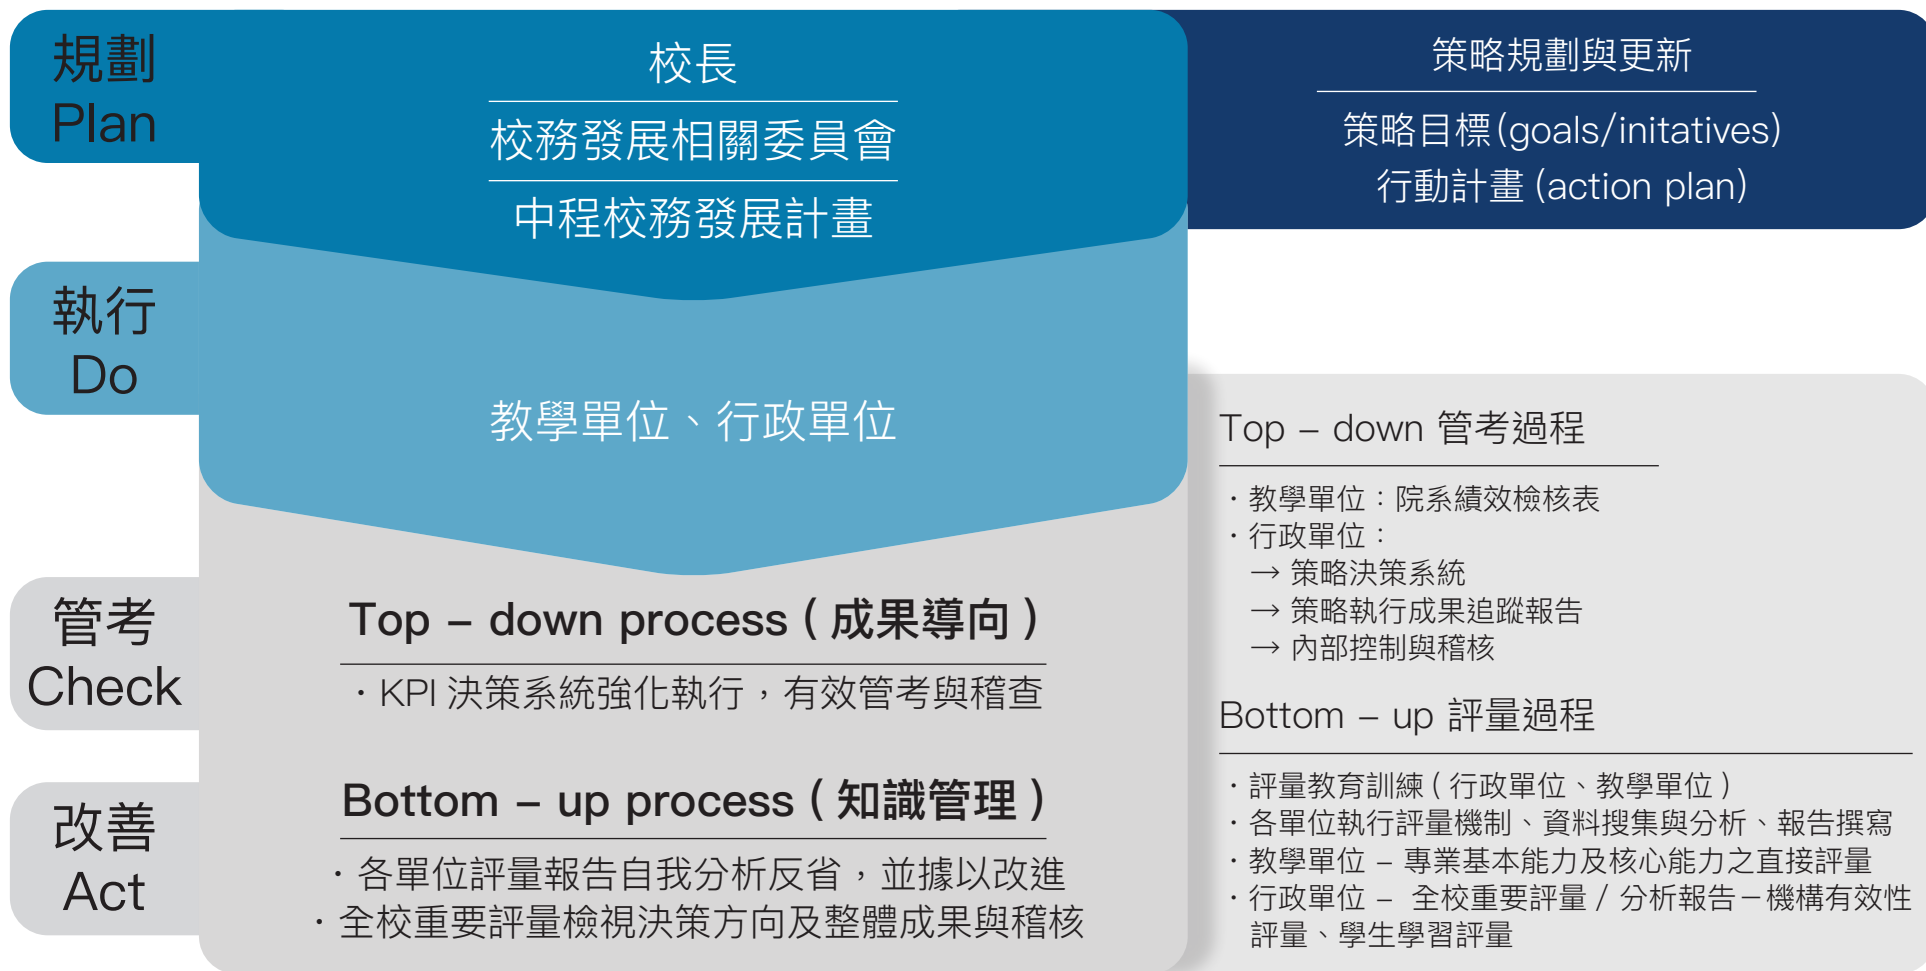 規劃
Plan
校長
校務發展相關委員會
中程校務發展計畫
策略規劃與更新
策略目標(goals/initatives)
行動計畫 (action plan)
執行
Do
教學單位、行政單位
管考
Check
Top – down process ( 成果導向 )
· KPI 決策系統強化執行，有效管考與稽查
改善
Act
Bottom – up process ( 知識管理 )
· 各單位評量報告自我分析反省，並據以改進
· 全校重要評量檢視決策方向及整體成果與稽核
Top – down 管考過程
· 教學單位：院系績效檢核表
· 行政單位：
→ 策略決策系統
→ 策略執行成果追蹤報告
→ 內部控制與稽核
Bottom – up 評量過程
· 評量教育訓練 ( 行政單位、教學單位 )
· 各單位執行評量機制、資料搜集與分析、報告撰寫
· 教學單位 – 專業基本能力及核心能力之直接評量
· 行政單位 – 全校重要評量 / 分析報告－機構有效性
評量、學生學習評量